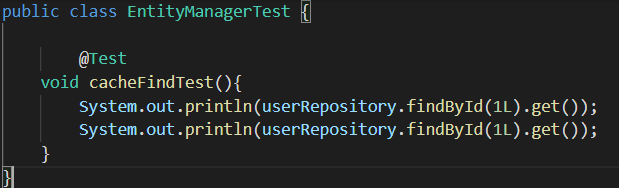 public class EntityManagerTest {
@Test
void cacheFindTest(){
System.out.println(userRepository.findById(1L).get());
System.out.println(userRepository.findById(1L).get());
}
}